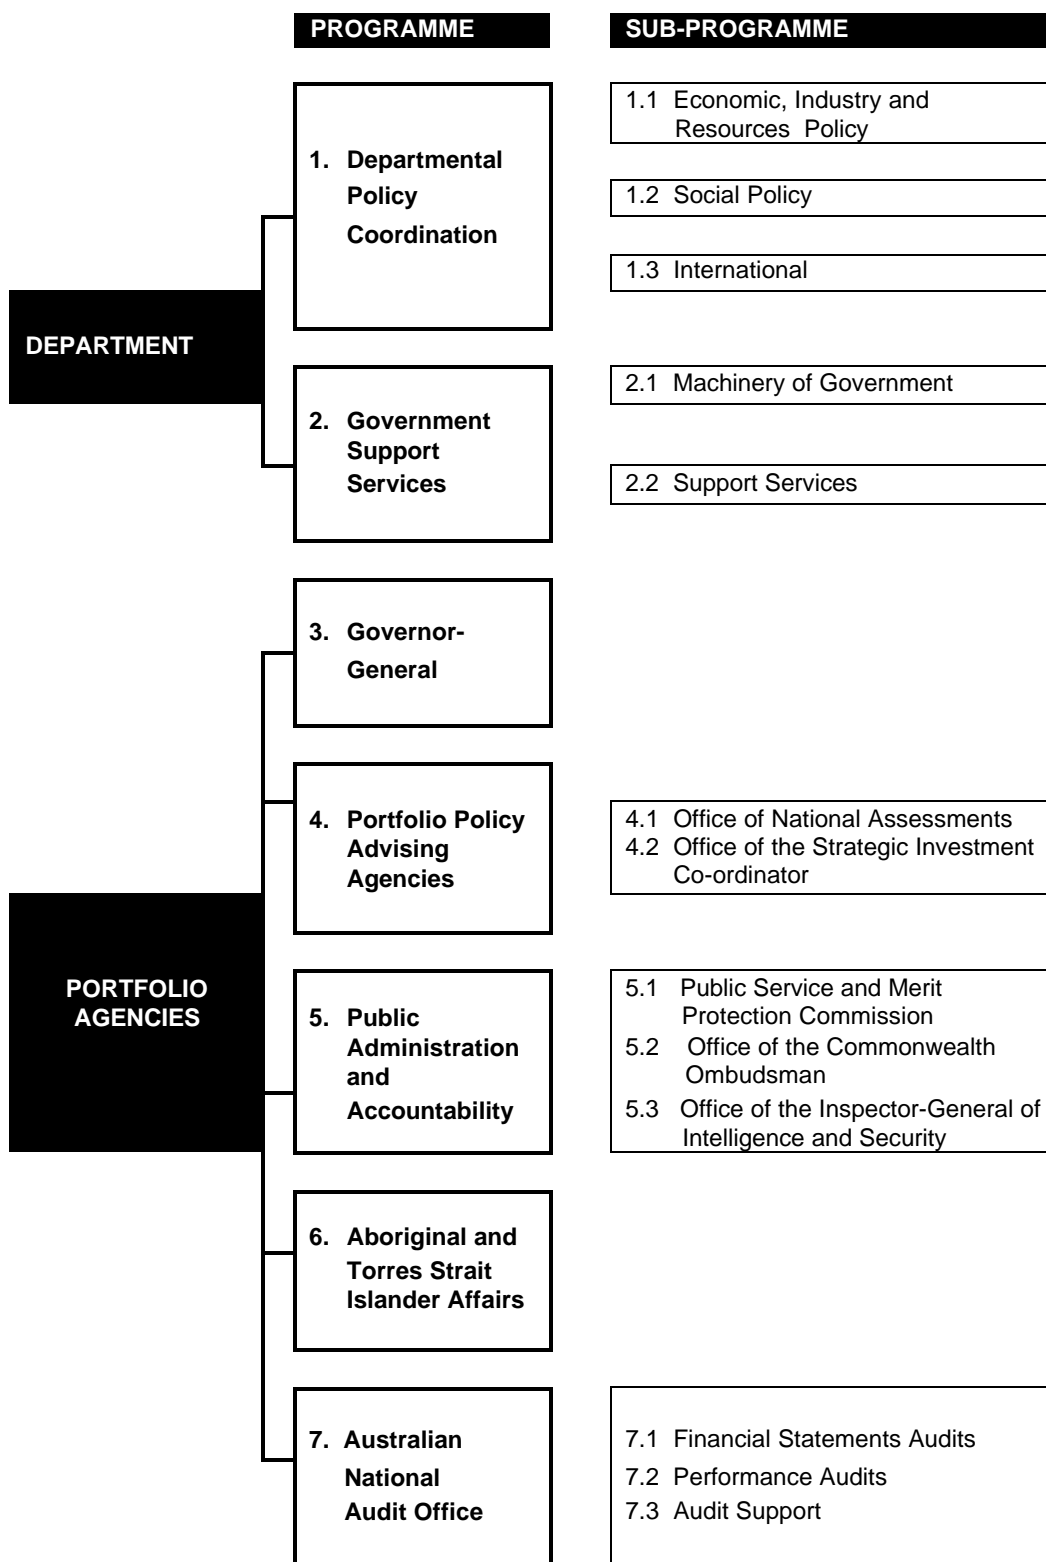 PROGRAMME
SUB-PROGRAMME
1. Departmental
Policy
Coordination
1.1 Economic, Industry and
Resources Policy
1.2 Social Policy
1.3 International
DEPARTMENT
2. Government
Support
Services
2.1 Machinery of Government
2.2 Support Services
3. Governor-
General
4. Portfolio Policy
Advising
Agencies
4.1 Office of National Assessments
4.2 Office of the Strategic Investment
Co-ordinator
PORTFOLIO
AGENCIES
5. Public
Administration
and
Accountability
5.1 Public Service and Merit
Protection Commission
5.2 Office of the Commonwealth
Ombudsman
5.3 Office of the Inspector-General of
Intelligence and Security
6. Aboriginal and
Torres Strait
Islander Affairs
7. Australian
National
Audit Office
7.1 Financial Statements Audits
7.2 Performance Audits
7.3 Audit Support